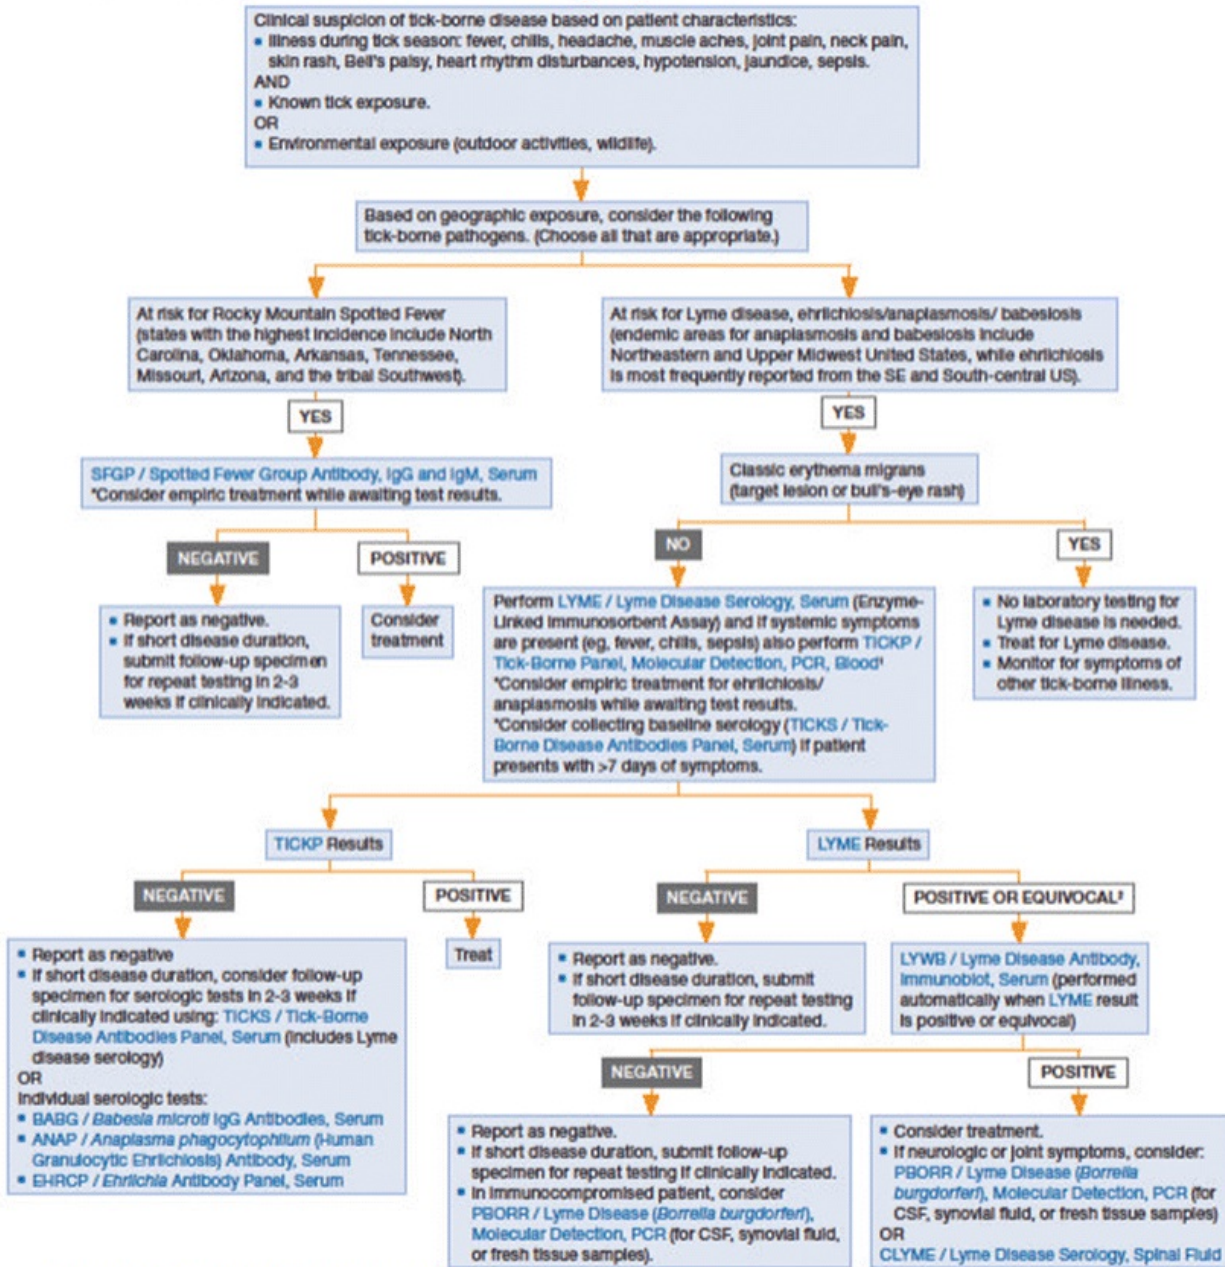 Clinical suspicion of tick-borne disease based on patient characteristics:
▪ Illness during tick season: fever, chills, headache, muscle aches, joint pain, neck pain,
skin rash, Bell's palsy, heart rhythm disturbances, hypotension, jaundice, sepsis.
AND
▪ Known tick exposure.
OR
▪ Environmental exposure (outdoor activities, wildlife).
Based on geographic exposure, consider the following
tick-borne pathogens. (Choose all that are appropriate.)
At risk for Rocky Mountain Spotted Fever
(states with the highest incidence include North
Carolina, Oklahoma, Arkansas, Tennessee,
Missouri, Arizona, and the tribal Southwest).
YES
SFGP / Spotted Fever Group Antibody, IgG and IgM, Serum
*Consider empiric treatment while awaiting test results.
NEGATIVE
▪ Report as negative.
▪ If short disease duration,
submit follow-up specimen
for repeat testing in 2-3
weeks if clinically indicated.
POSITIVE
Consider
treatment
At risk for Lyme disease, ehrlichiosis/anaplasmosis/ babesiosis
(endemic areas for anaplasmosis and babesiosis include
Northeastern and Upper Midwest United States, while ehrlichiosis
is most frequently reported from the SE and South-central US).
YES
Classic erythema migrans
(target lesion or bull's-eye rash)
NO
Perform LYME / Lyme Disease Serology, Serum (Enzyme-
Linked Immunosorbent Assay) and if systemic symptoms
are present (eg, fever, chills, sepsis) also perform TICKP /
Tick-Borne Panel, Molecular Detection, PCR, Blood†
*Consider empiric treatment for ehrlichiosis/
anaplasmosis while awaiting test results.
*Consider collecting baseline serology (TICKS / Tick-
Borne Disease Antibodies Panel, Serum) if patient
presents with >7 days of symptoms.
YES
▪ No laboratory testing for
Lyme disease is needed.
▪ Treat for Lyme disease.
▪ Monitor for symptoms of
other tick-borne illness.
TICKP Results
NEGATIVE
▪ Report as negative
▪ If short disease duration, consider follow-up
specimen for serologic tests in 2-3 weeks if
clinically indicated using: TICKS / Tick-Borne
Disease Antibodies Panel, Serum (includes Lyme
disease serology)
OR
Individual serologic tests:
▪ BABG / Babesia microti IgG Antibodies, Serum
▪ ANAP / Anaplasma phagocytophilum (Human
Granulocytic Ehrlichiosis) Antibody, Serum
▪ EHRCP / Ehrlichia Antibody Panel, Serum
POSITIVE
Treat
LYME Results
NEGATIVE
▪ Report as negative.
▪ If short disease duration, submit
follow-up specimen for repeat testing
in 2-3 weeks if clinically indicated.
POSITIVE OR EQUIVOCAL‡
LYWB / Lyme Disease Antibody,
Immunoblot, Serum (performed
automatically when LYME result
is positive or equivocal)
NEGATIVE
▪ Report as negative.
▪ If short disease duration, submit follow-up
specimen for repeat testing if clinically indicated.
▪ In immunocompromised patient, consider
PBORR / Lyme Disease (Borrelia burgdorferi),
Molecular Detection, PCR (for CSF, synovial fluid,
or fresh tissue samples).
POSITIVE
▪ Consider treatment.
▪ If neurologic or joint symptoms, consider:
PBORR / Lyme Disease (Borrelia
burgdorferi), Molecular Detection, PCR (for
CSF, synovial fluid, or fresh tissue samples)
OR
CLYME / Lyme Disease Serology, Spinal Fluid